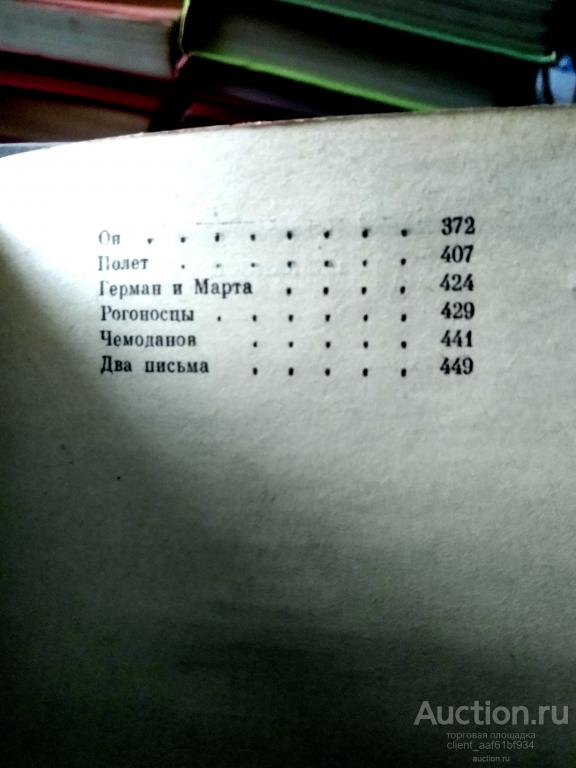 Он . . . . . . . . 372
Полет . . . . . . . 407
Герман и Марта . . . . 424
Рогоносцы . . . . . . 429
Чемоданов . . . . . 441
Два письма . . . . . 449
Auction.ru
торговая площадка
client_aaf61bf934
auction.ru